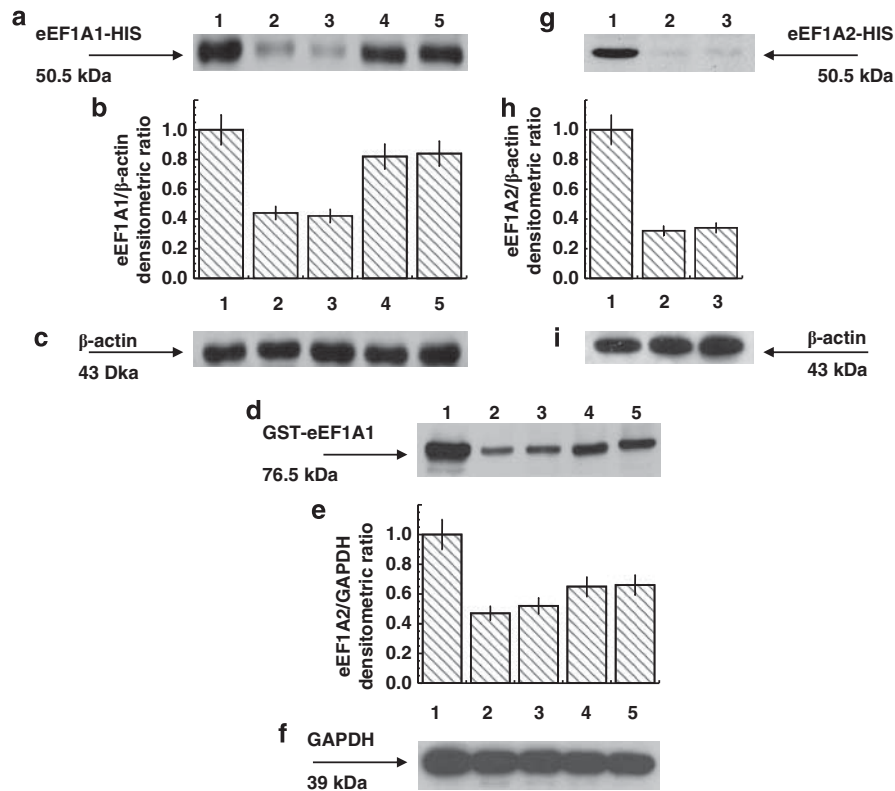 a
1 2 3 4 5
eEF1A1-HIS
50.5 kDa
g
1 2 3
eEF1A2-HIS
50.5 kDa
b
eEF1A1/β-actin
densitometric ratio
1.0
0.8
0.6
0.4
0.2
0.0
1 2 3 4 5
h
eEF1A2/β-actin
densitometric ratio
1.0
0.8
0.6
0.4
0.2
0.0
1 2 3
c
β-actin
43 Dka
i
β-actin
43 kDa
d
1 2 3 4 5
GST-eEF1A1
76.5 kDa
e
eEF1A2/GAPDH
densitometric ratio
1.0
0.8
0.6
0.4
0.2
0.0
1 2 3 4 5
f
GAPDH
39 kDa